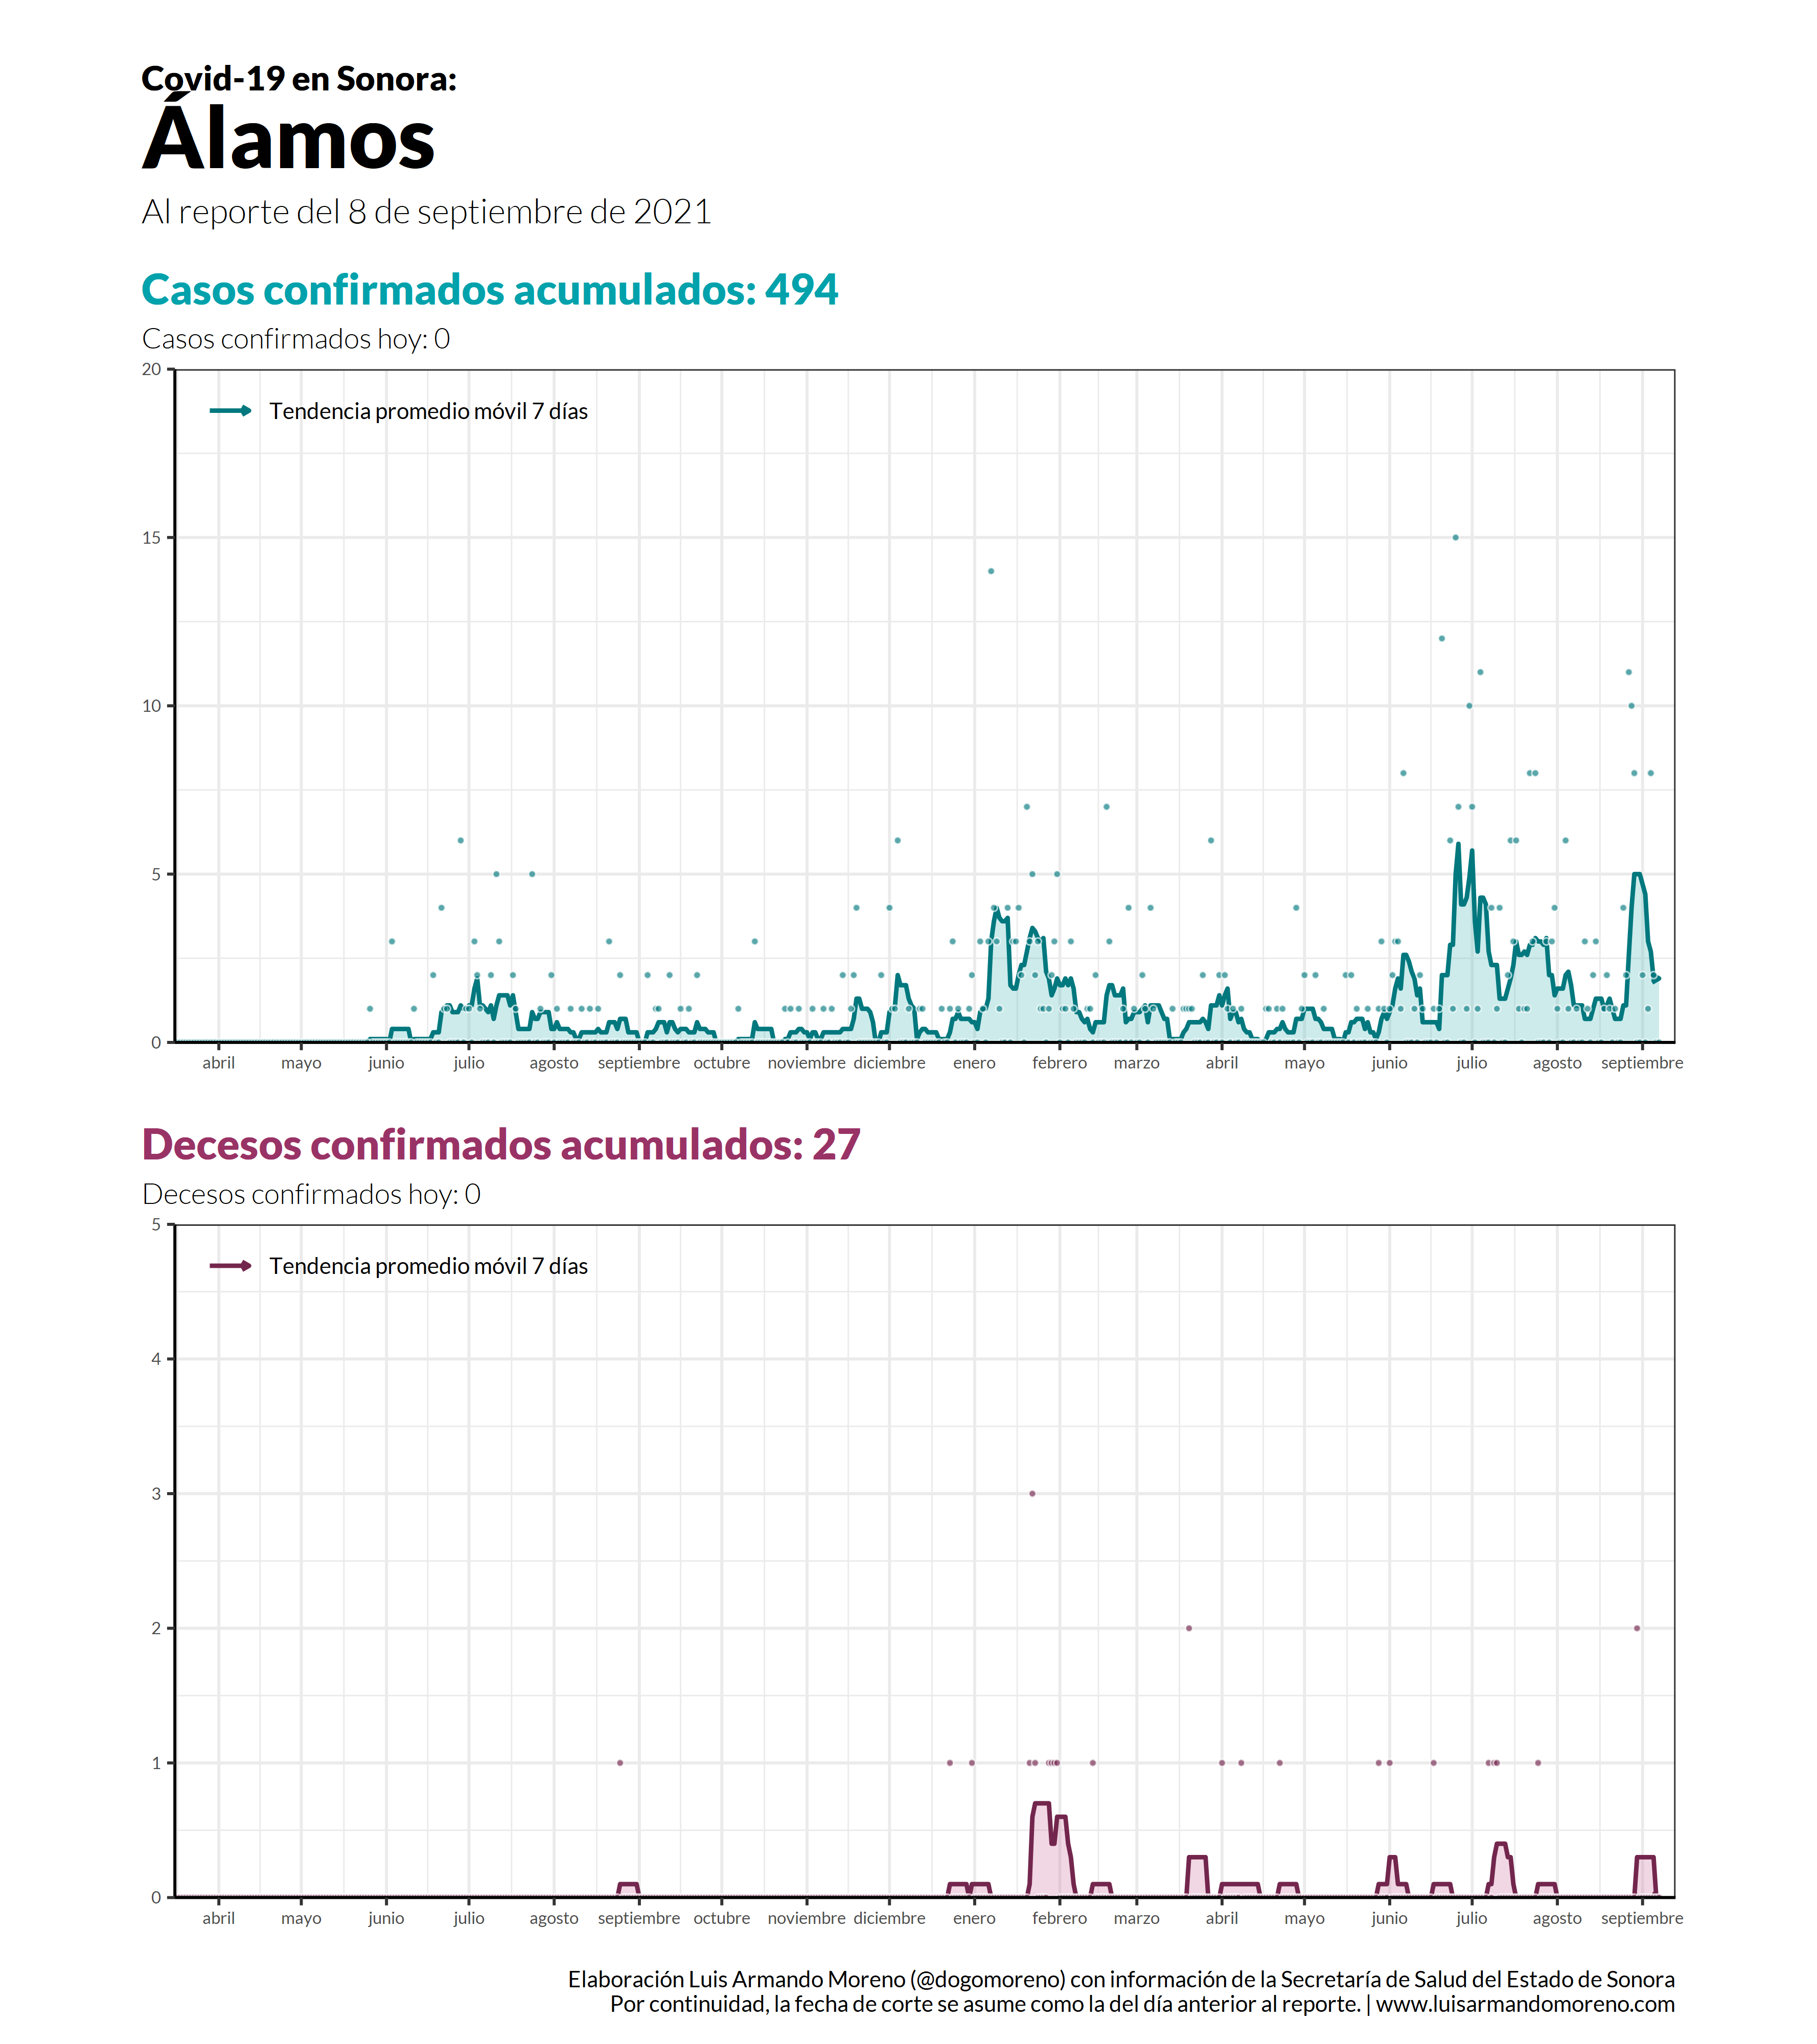 Covid-19 en Sonora:
Álamos
Al reporte del 8 de septiembre de 2021
Casos confirmados acumulados: 494
Casos confirmados hoy: 0
20
Tendencia promedio móvil 7 días
15
10
5
0
abril mayo junio julio agosto septiembre octubre noviembre diciembre enero febrero marzo abril mayo junio julio agosto septiembre
Decesos confirmados acumulados: 27
Decesos confirmados hoy: 0
5
Tendencia promedio móvil 7 días
4
3
2
1
0
abril mayo junio julio agosto septiembre octubre noviembre diciembre enero febrero marzo abril mayo junio julio agosto septiembre
Elaboración Luis Armando Moreno (@dogomoreno) con información de la Secretaría de Salud del Estado de Sonora
Por continuidad, la fecha de corte se asume como la del día anterior al reporte. | www.luisarmandomoreno.com